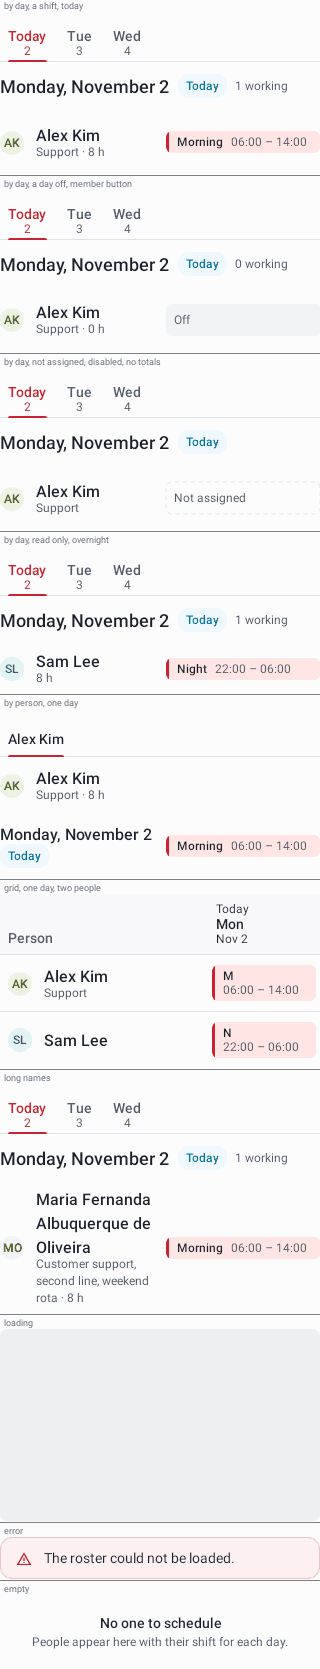 by day, a shift, today
Today Tue Wed
2 3 4
Monday, November 2 Today 1 working
AK Alex Kim
Support · 8 h
Morning 06:00 – 14:00
by day, a day off, member button
Today Tue Wed
2 3 4
Monday, November 2 Today 0 working
AK Alex Kim
Support · 0 h
Off
by day, not assigned, disabled, no totals
Today Tue Wed
2 3 4
Monday, November 2 Today
AK Alex Kim
Support
Not assigned
by day, read only, overnight
Today Tue Wed
2 3 4
Monday, November 2 Today 1 working
SL Sam Lee
8 h
Night 22:00 – 06:00
by person, one day
Alex Kim
AK Alex Kim
Support · 8 h
Monday, November 2
Today
Morning 06:00 – 14:00
grid, one day, two people
Today
Mon
Person Nov 2
AK Alex Kim
Support
M
06:00 – 14:00
SL Sam Lee
N
22:00 – 06:00
long names
Today Tue Wed
2 3 4
Monday, November 2 Today 1 working
MO
Maria Fernanda
Albuquerque de
Oliveira
Customer support,
second line, weekend
rota · 8 h
Morning 06:00 – 14:00
loading
error
The roster could not be loaded.
empty
No one to schedule
People appear here with their shift for each day.